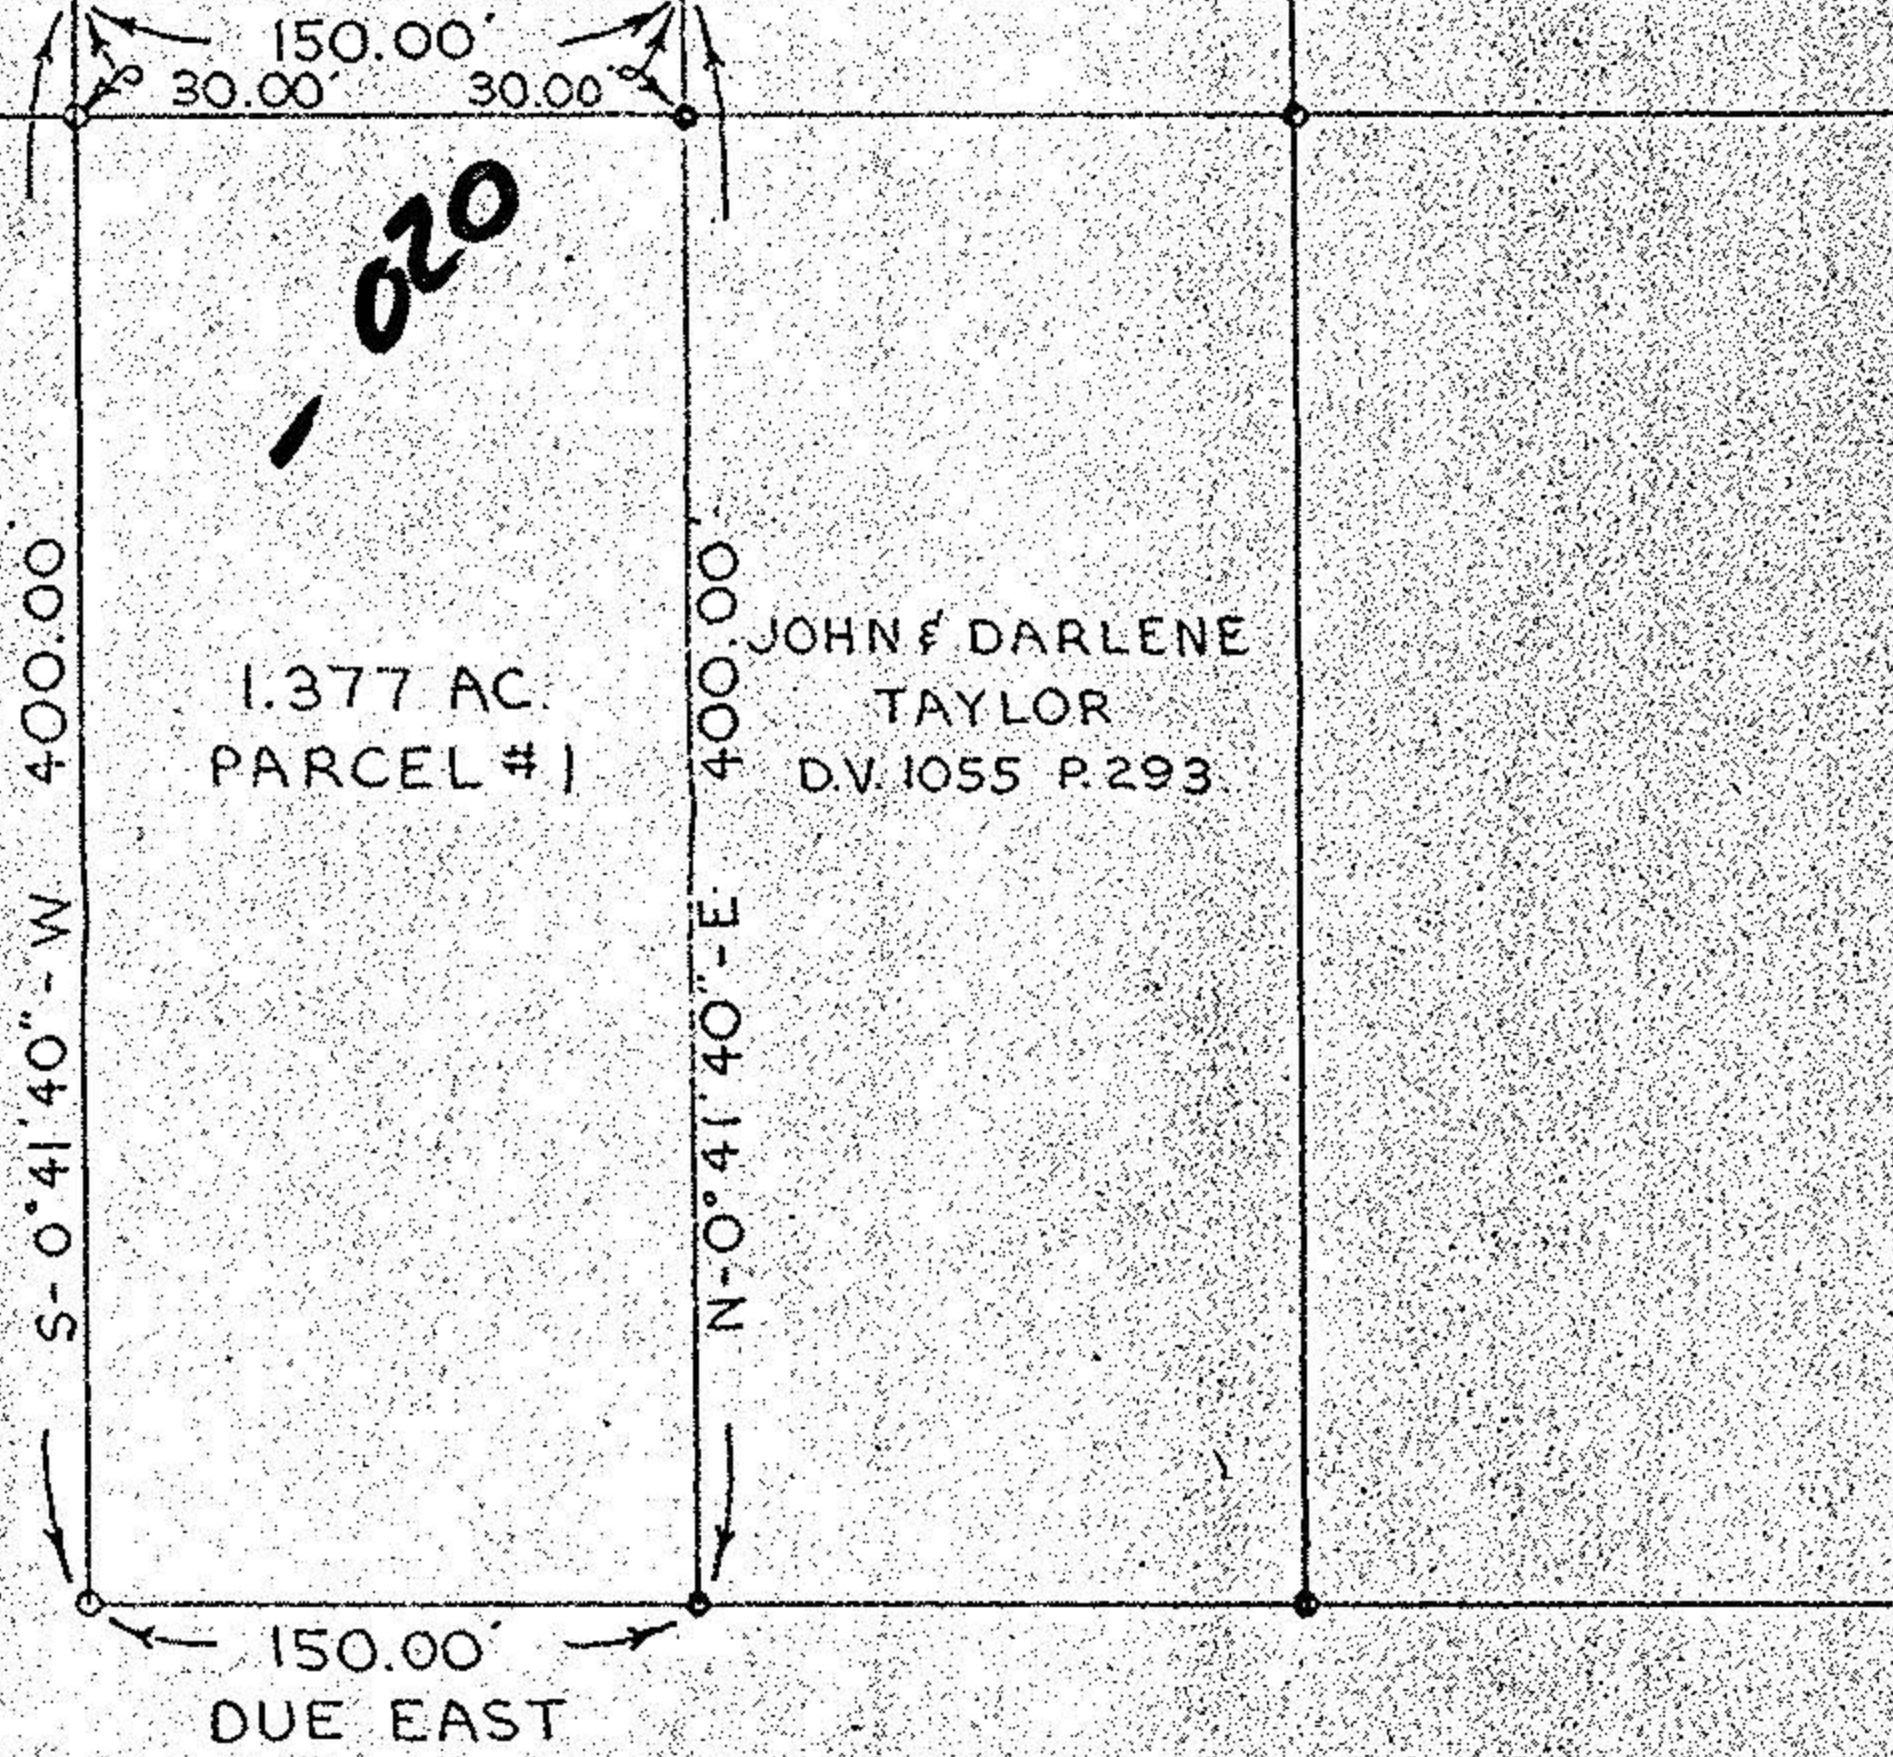 150.00'
30.00' 30.00'
- 020
S-0°41'40"-W 400.00'
1.377 AC.
PARCEL #1
N-0°41'40"-E 400.00'
JOHN & DARLENE
TAYLOR
D.V. 1055 P. 293
150.00'
DUE EAST